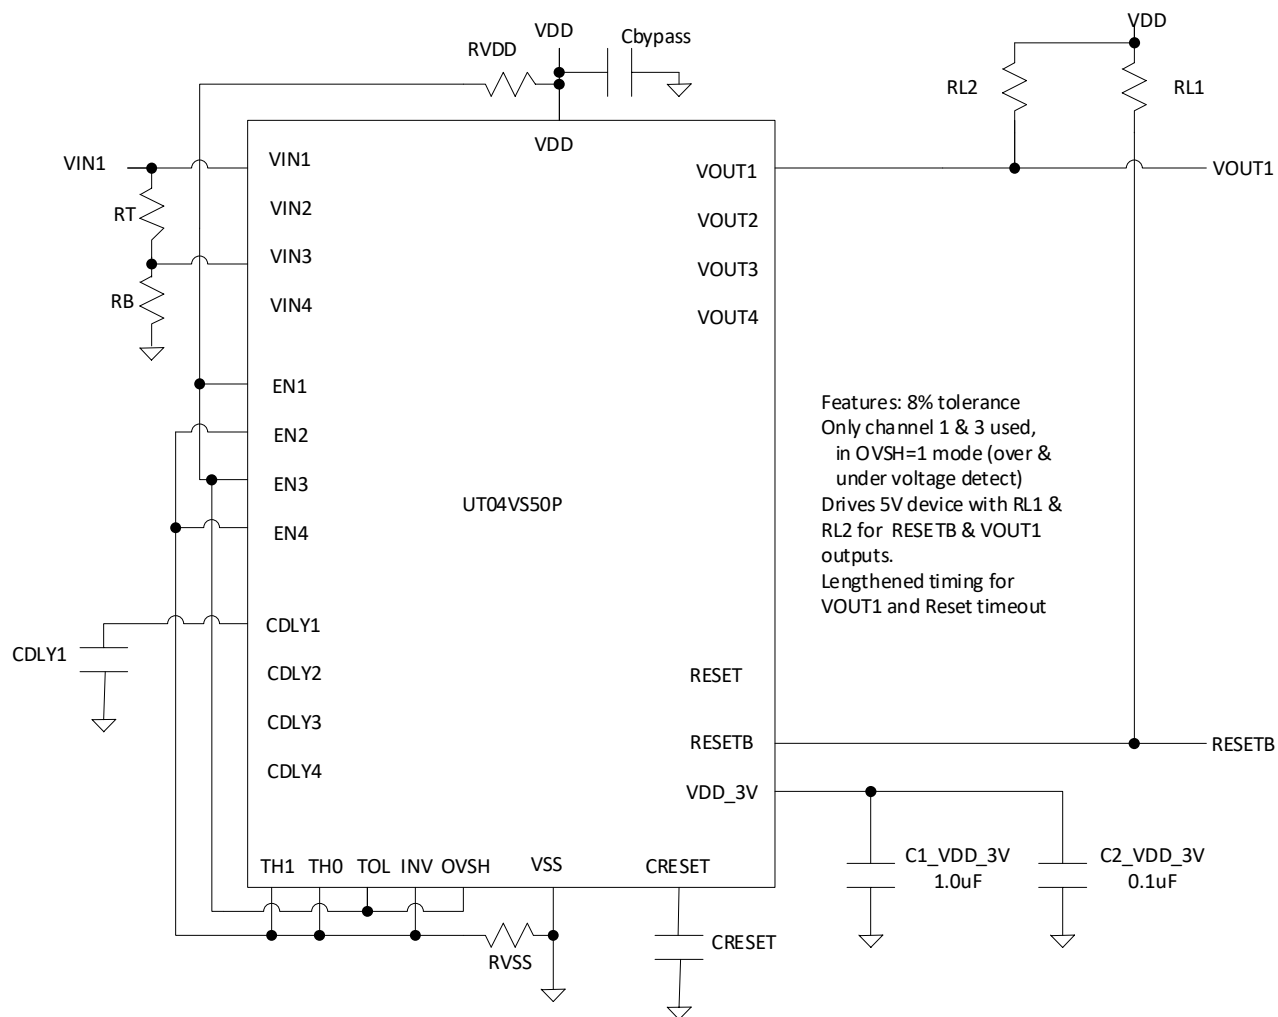 VDD
Cbypass
RVDD
VDD
RL2
RL1
VDD
VIN1
VIN1
VOUT1
VOUT1
RT
VIN2
VOUT2
VIN3
VOUT3
RB
VIN4
VOUT4
EN1
EN2
EN3
EN4
UT04VS50P
Features: 8% tolerance
Only channel 1 & 3 used,
in OVSH=1 mode (over &
under voltage detect)
Drives 5V device with RL1 &
RL2 for RESETB & VOUT1
outputs.
Lengthened timing for
VOUT1 and Reset timeout
CDLY1
CDLY1
CDLY2
CDLY3
CDLY4
RESET
RESETB
RESETB
VDD_3V
TH1 TH0 TOL INV OVSH VSS CRESET
C1_VDD_3V
1.0uF
C2_VDD_3V
0.1uF
RVSS
CRESET